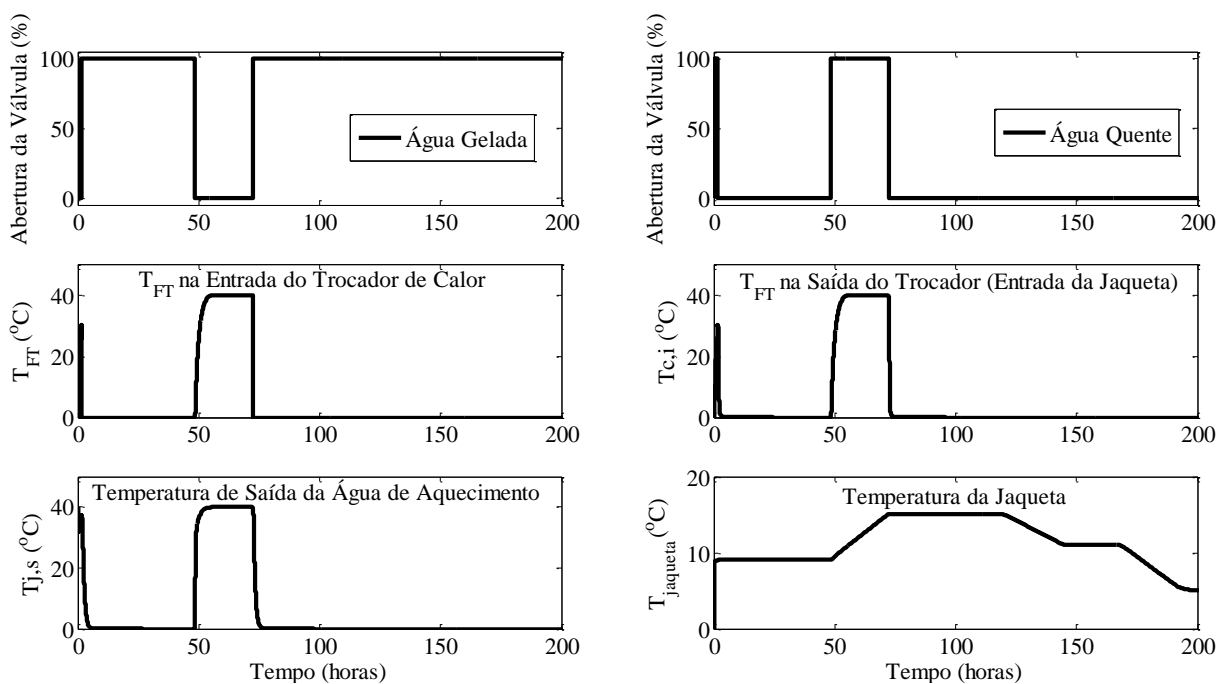 Abertura da Válvula (%)
100
50
0
Água Gelada
0 50 100 150 200
Abertura da Válvula (%)
100
50
0
Água Quente
0 50 100 150 200
T_FT na Entrada do Trocador de Calor
T_FT (°C)
40
20
0
0 50 100 150 200
T_FT na Saída do Trocador (Entrada da Jaqueta)
Tc,i (°C)
40
20
0
0 50 100 150 200
Temperatura de Saída da Água de Aquecimento
Tj,s (°C)
40
20
0
0 50 100 150 200
Tempo (horas)
Temperatura da Jaqueta
T_jaqueta (°C)
20
10
0
0 50 100 150 200
Tempo (horas)